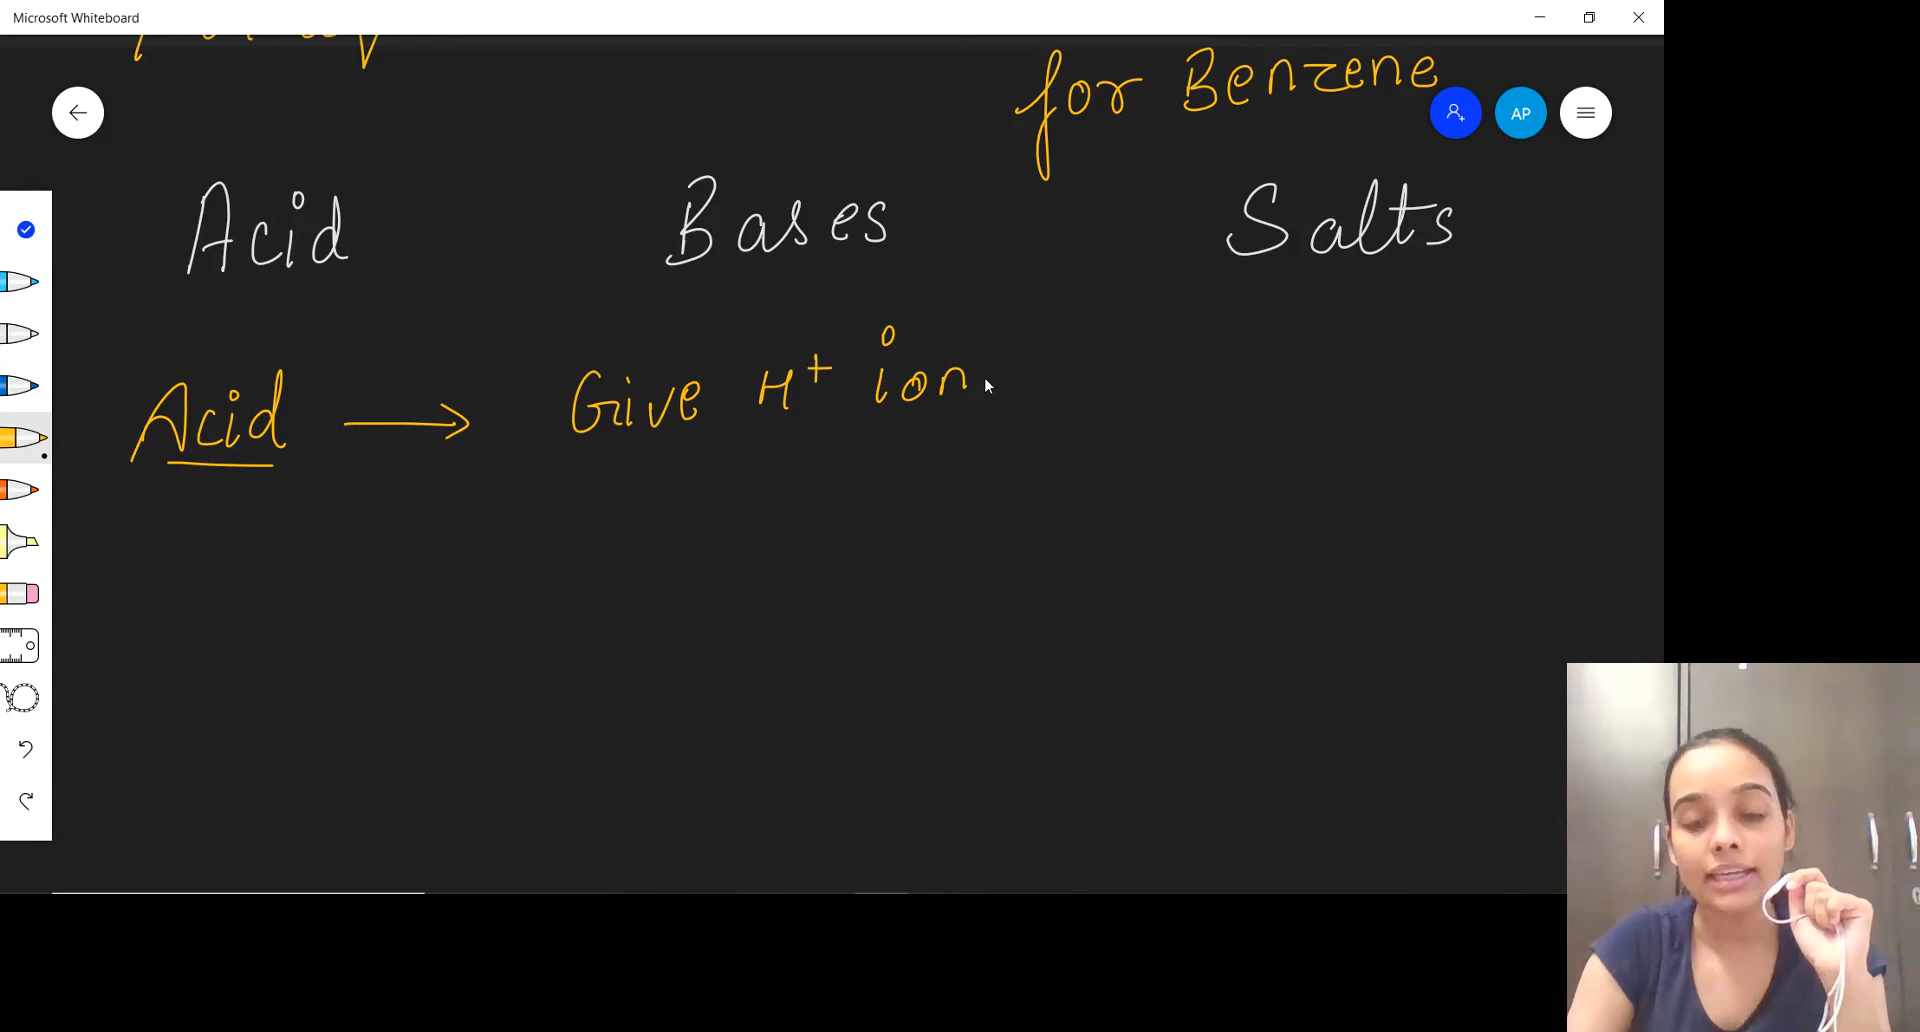 Microsoft Whiteboard
for Benzene
AP
Acid Bases Salts
Acid → Give H+ ion